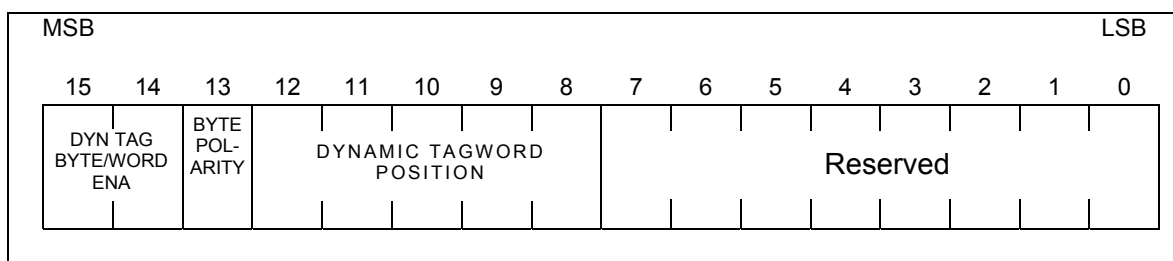 MSB LSB
15 14 13 12 11 10 9 8 7 6 5 4 3 2 1 0
DYN TAG
BYTE/WORD
ENA
BYTE
POL-
ARITY
DYNAMIC TAGWORD
POSITION
Reserved